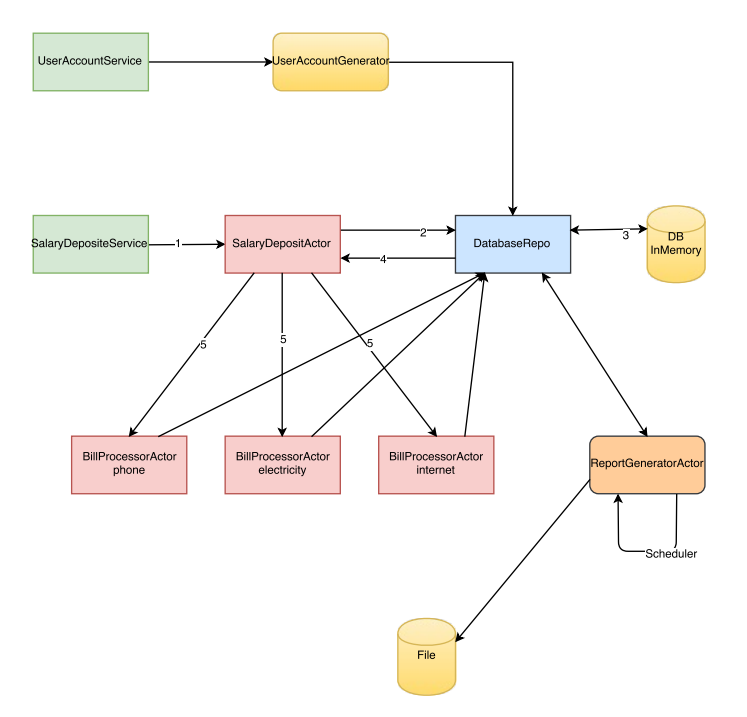 UserAccountService
UserAccountGenerator
SalaryDepositeService
1
SalaryDepositActor
2
4
DatabaseRepo
3
DB
InMemory
5
5
5
BillProcessorActor
phone
BillProcessorActor
electricity
BillProcessorActor
internet
ReportGeneratorActor
Scheduler
File